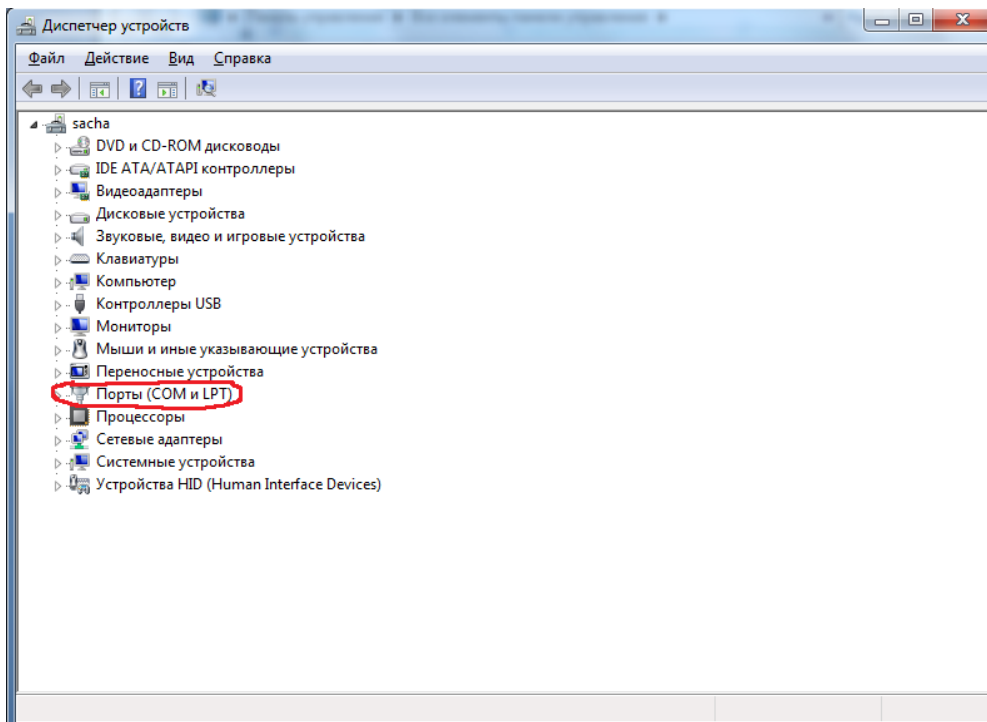 Диспетчер устройств
Файл Действие Вид Справка
sacha
DVD и CD-ROM дисководы
IDE ATA/ATAPI контроллеры
Видеоадаптеры
Дисковые устройства
Звуковые, видео и игровые устройства
Клавиатуры
Компьютер
Контроллеры USB
Мониторы
Мыши и иные указывающие устройства
Переносные устройства
Порты (COM и LPT)
Процессоры
Сетевые адаптеры
Системные устройства
Устройства HID (Human Interface Devices)